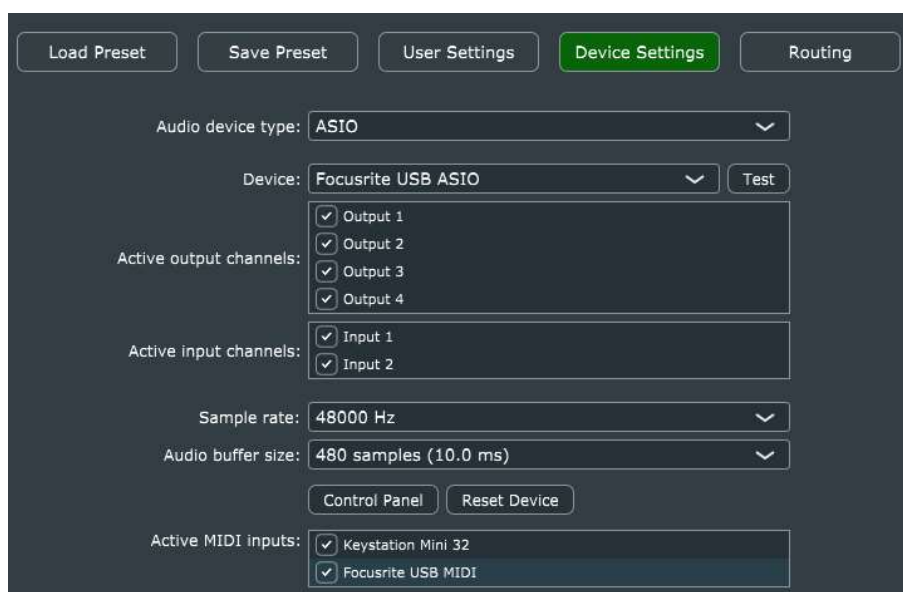 Load Preset Save Preset User Settings Device Settings Routing
Audio device type: ASIO
Device: Focusrite USB ASIO Test
Active output channels:
Output 1
Output 2
Output 3
Output 4
Active input channels:
Input 1
Input 2
Sample rate: 48000 Hz
Audio buffer size: 480 samples (10.0 ms)
Control Panel Reset Device
Active MIDI inputs:
Keystation Mini 32
Focusrite USB MIDI